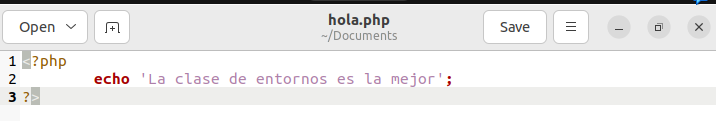 Open
hola.php
~/Documents
Save
1 <?php
2 echo 'La clase de entornos es la mejor';
3 ?>